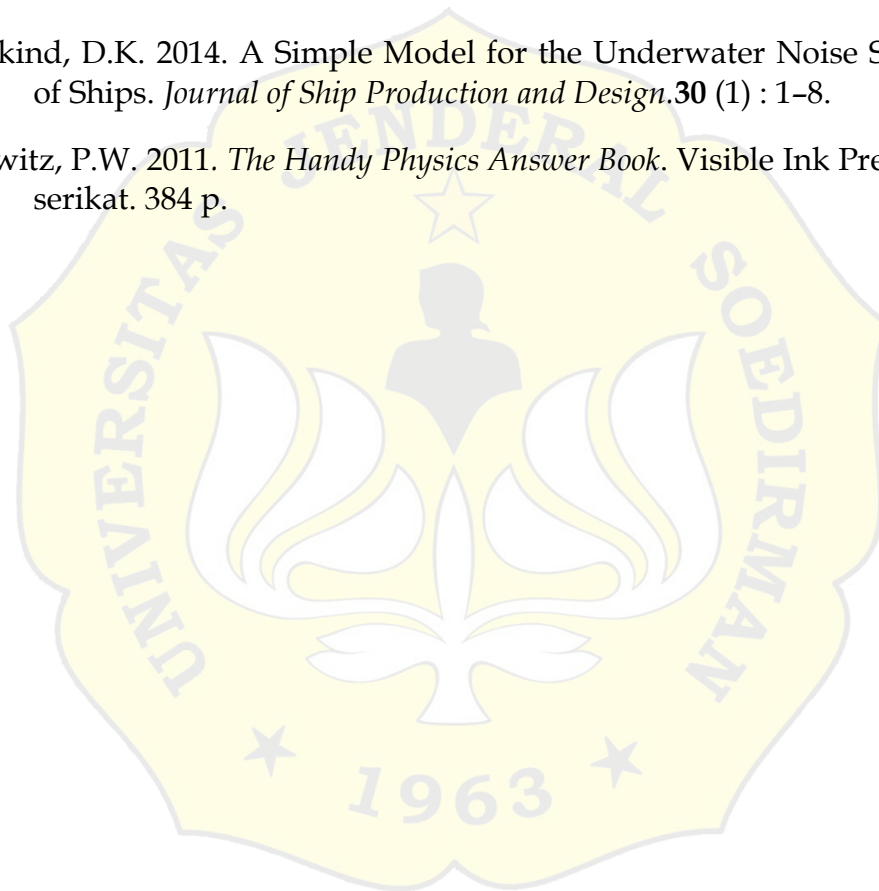 kind, D.K. 2014. A Simple Model for the Underwater Noise S
of Ships. Journal of Ship Production and Design.30 (1) : 1–8.
witz, P.W. 2011. The Handy Physics Answer Book. Visible Ink Pre
serikat. 384 p.
UNIVERSITAS JENDERAL SOEDIRMAN
1963